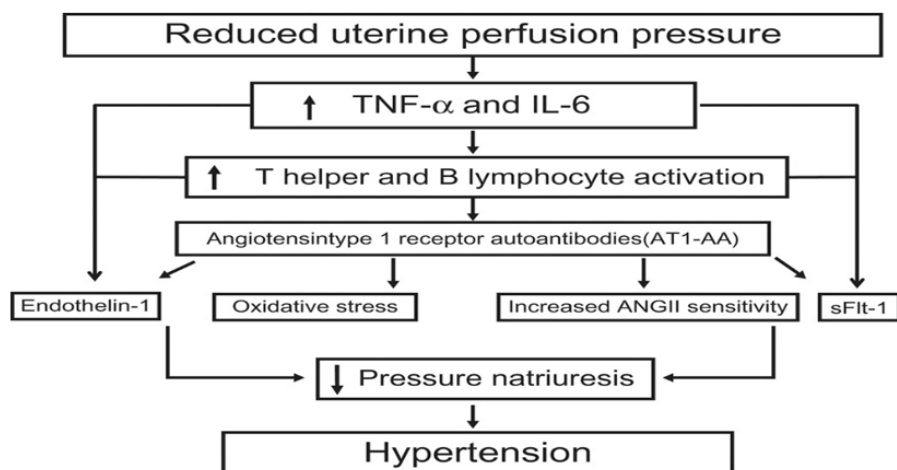 Reduced uterine perfusion pressure
↑ TNF-α and IL-6
↑ T helper and B lymphocyte activation
Angiotensintype 1 receptor autoantibodies(AT1-AA)
Endothelin-1
Oxidative stress
Increased ANGII sensitivity
sFlt-1
↓ Pressure natriuresis
Hypertension